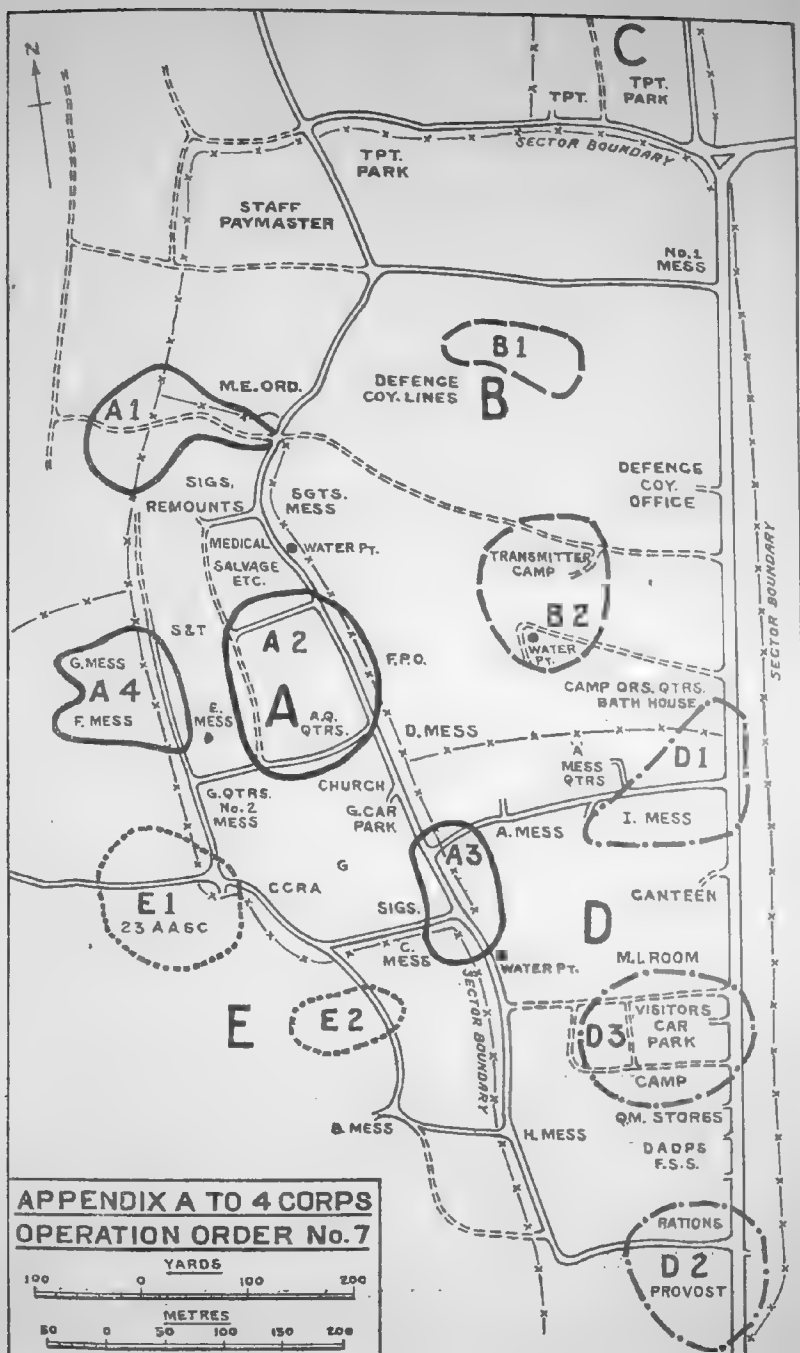 N
C
TPT.
TPT.
PARK
SECTOR BOUNDARY
TPT.
PARK
STAFF
PAYMASTER
No.1
MESS
B1
DEFENCE
COY. LINES
B
M.E.ORD.
A1
SIGS.
REMOUNTS
SGTS.
MESS
DEFENCE
COY.
OFFICE
MEDICAL
WATER PT.
SALVAGE
ETC.
TRANSMITTER
CAMP
B2
WATER
PT.
SECTOR BOUNDARY
S&T
A2
F.P.O.
G.MESS
A4
F. MESS
E.
MESS
A
A.Q.
QTRS.
CAMP QRS. QTRS.
BATH HOUSE
D.MESS
'A'
MESS
QTRS
D1
G.QTRS.
No.2
MESS
CHURCH
G.CAR
PARK
A.MESS
I. MESS
A3
G
CCRA
CANTEEN
E1
23 AA&C
SIGS.
C.
MESS
D
WATER PT.
M.I.ROOM
E
E2
SECTOR BOUNDARY
VISITORS
CAR
PARK
D3
CAMP
B.MESS
H.MESS
QM. STORES
DADPS
F.S.S.
RATIONS
D2
PROVOST
APPENDIX A TO 4 CORPS
OPERATION ORDER No.7
YARDS
100 0 100 200
METRES
50 0 50 100 150 200